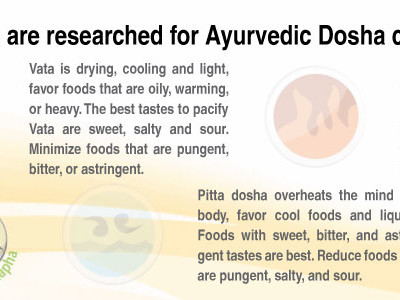 are researched for Ayurvedic Dosha
Vata is drying, cooling and light,
favor foods that are oily, warming,
or heavy. The best tastes to pacify
Vata are sweet, salty and sour.
Minimize foods that are pungent,
bitter, or astringent.
Pitta dosha overheats the mind
body, favor cool foods and liqu
Foods with sweet, bitter, and ast
gent tastes are best. Reduce foods
are pungent, salty, and sour.
apha